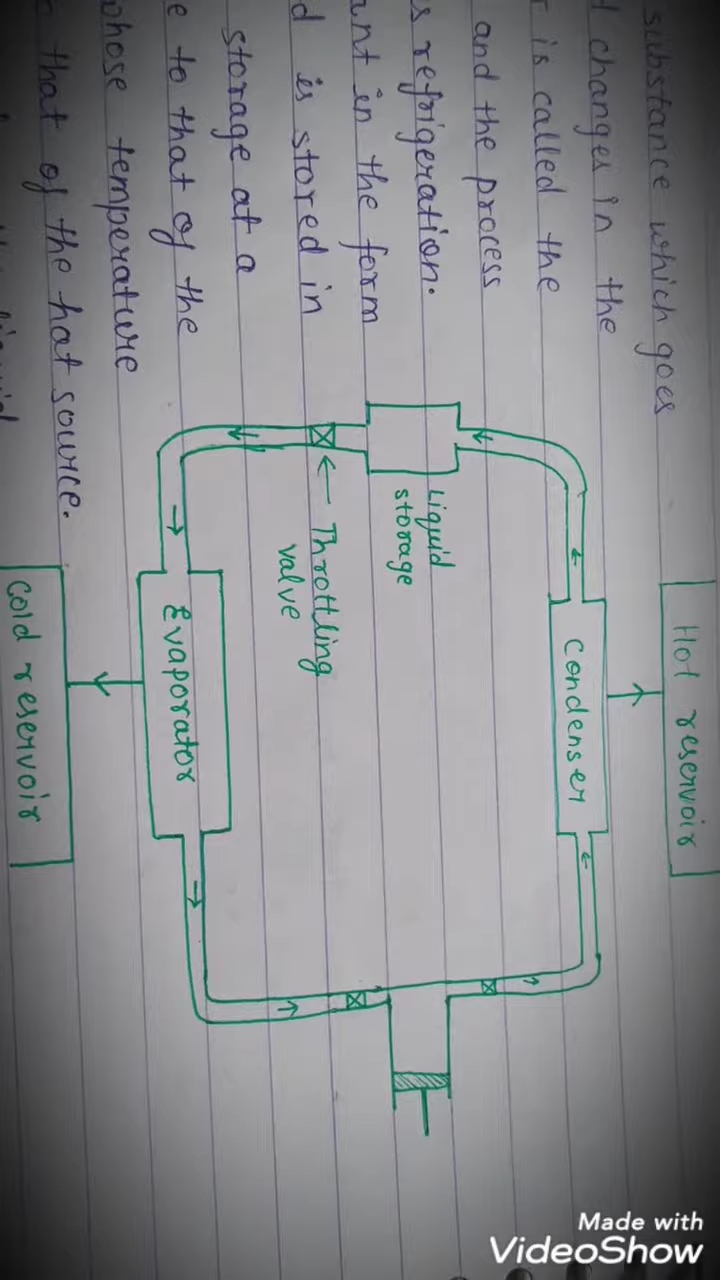 substance which goes
changes in the
is called the
and the process
refrigeration.
in the form
is stored in
storage at a
e to that of the
whose temperature
that of the hat source.
Hot reservoir
Condenser
Liquid
storage
Throttling
valve
Evaporator
Cold reservoir
Made with
VideoShow